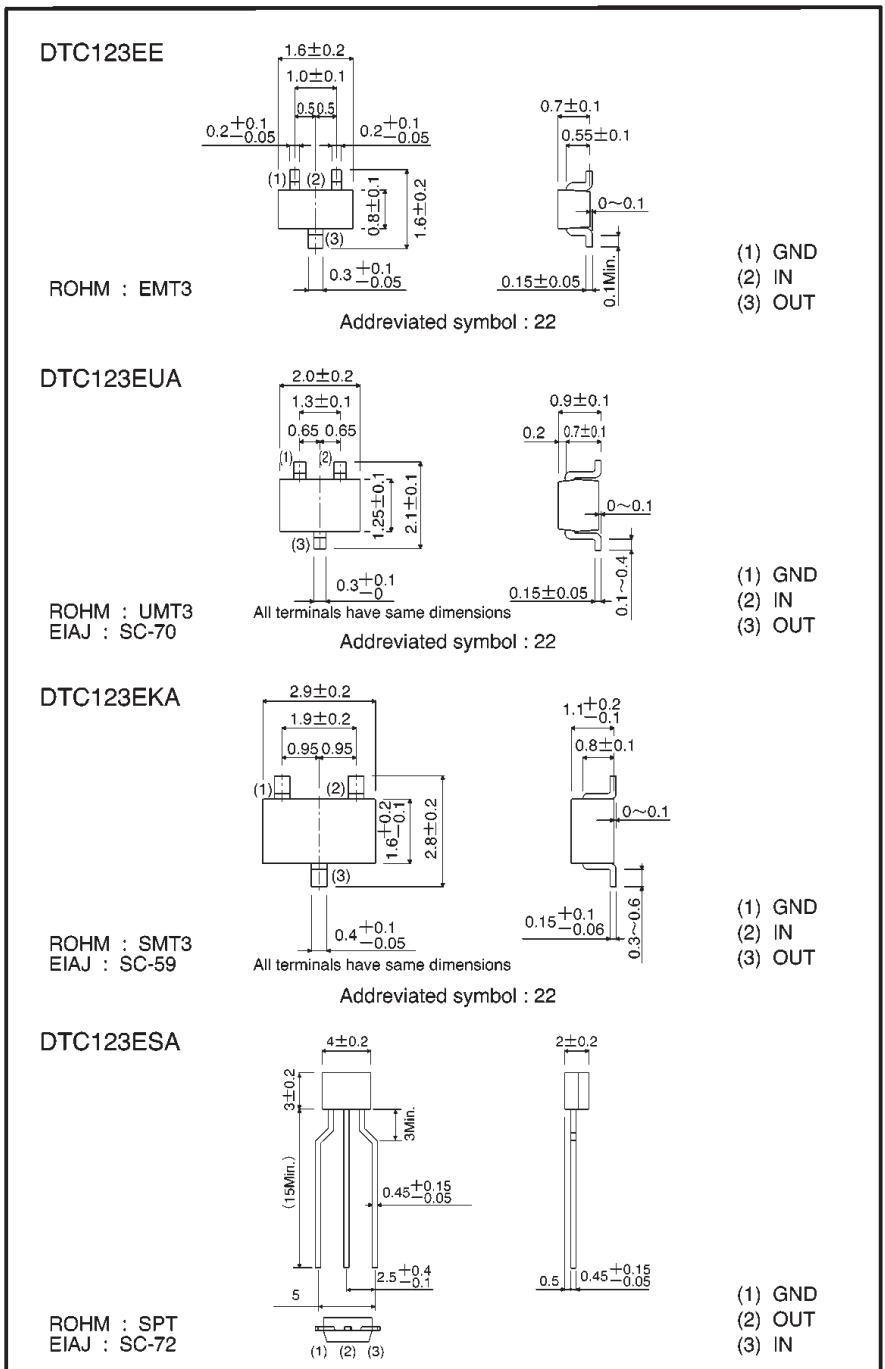 DTC123EE
1.6±0.2
1.0±0.1
0.5 0.5
0.2 +0.1 −0.05
0.2 +0.1 −0.05
(1) (2)
(3)
0.8±0.1
1.6±0.2
0.3 +0.1 −0.05
0.7±0.1
0.55±0.1
0～0.1
0.15±0.05
0.1Min.
(1) GND
(2) IN
(3) OUT
ROHM : EMT3
Addreviated symbol : 22
DTC123EUA
2.0±0.2
1.3±0.1
0.65 0.65
(1) (2)
(3)
1.25±0.1
2.1±0.1
0.3 +0.1 −0
All terminals have same dimensions
0.9±0.1
0.2 0.7±0.1
0～0.1
0.15±0.05
0.1～0.4
(1) GND
(2) IN
(3) OUT
ROHM : UMT3
EIAJ : SC-70
Addreviated symbol : 22
DTC123EKA
2.9±0.2
1.9±0.2
0.95 0.95
(1) (2)
(3)
1.6 +0.2 −0.1
2.8±0.2
0.4 +0.1 −0.05
All terminals have same dimensions
1.1 +0.2 −0.1
0.8±0.1
0～0.1
0.15 +0.1 −0.06
0.3～0.6
(1) GND
(2) IN
(3) OUT
ROHM : SMT3
EIAJ : SC-59
Addreviated symbol : 22
DTC123ESA
4±0.2
3±0.2
3Min.
(15Min.)
0.45 +0.15 −0.05
2.5 +0.4 −0.1
5
(1) (2) (3)
2±0.2
0.5 0.45 +0.15 −0.05
(1) GND
(2) OUT
(3) IN
ROHM : SPT
EIAJ : SC-72